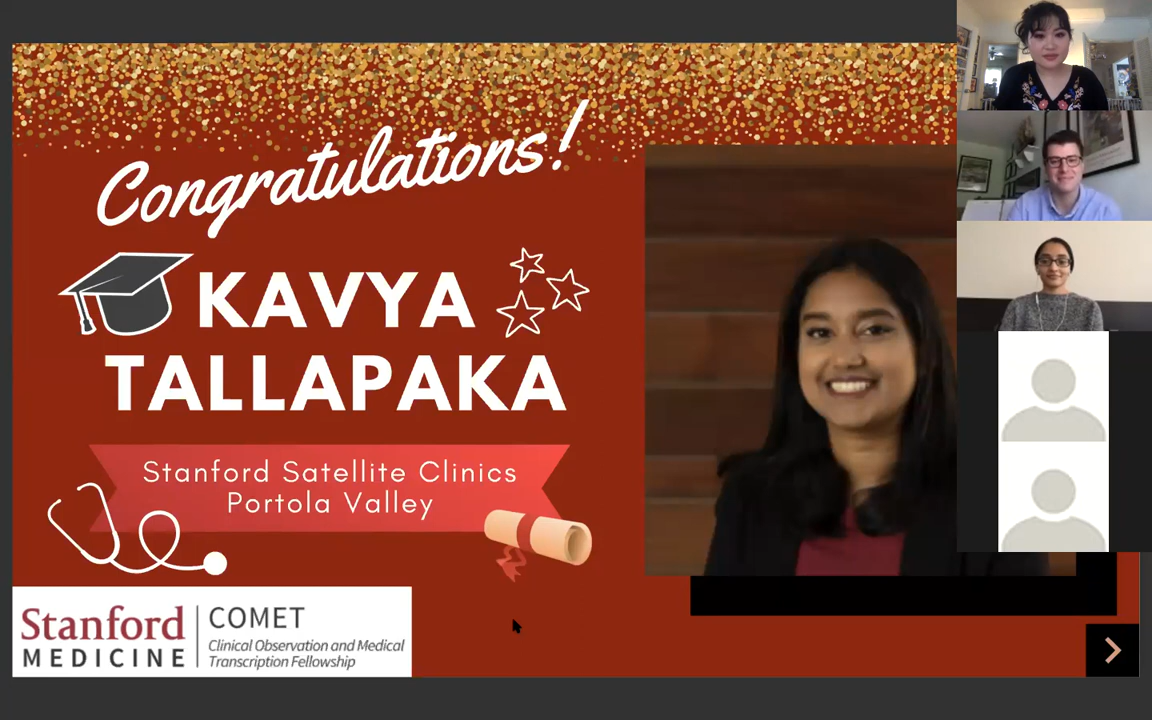 Congratulations!
KAVYA
TALLAPAKA
Stanford Satellite Clinics
Portola Valley
Stanford
MEDICINE
COMET
Clinical Observation and Medical
Transcription Fellowship